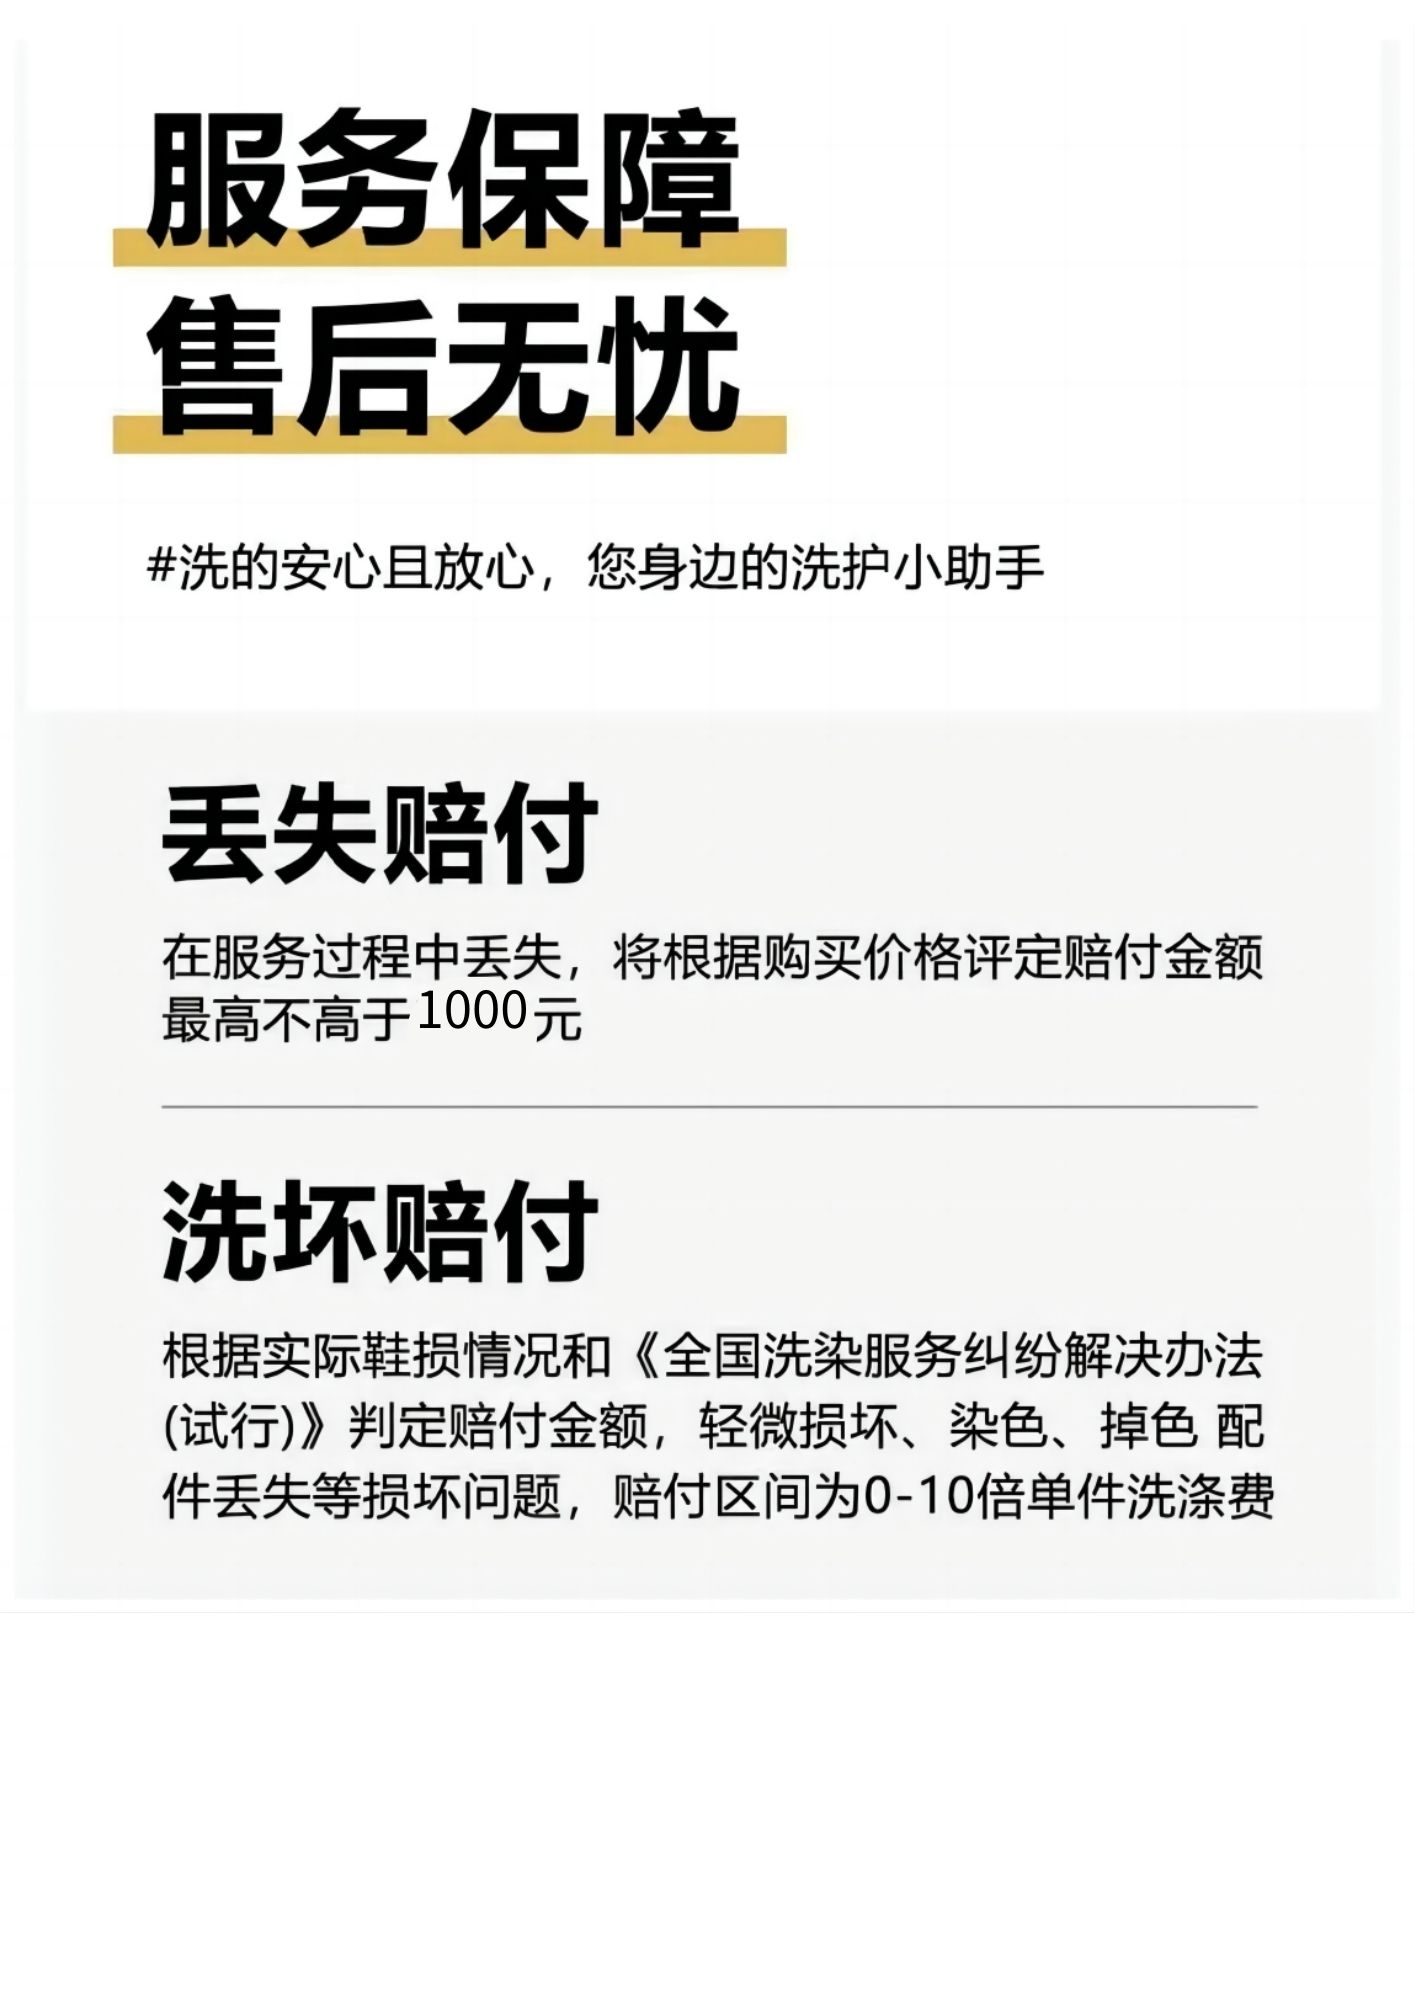 服务保障
售后无忧
#洗的安心且放心，您身边的洗护小助手
丢失赔付
在服务过程中丢失，将根据购买价格评定赔付金额
最高不高于1000元
洗坏赔付
根据实际鞋损情况和《全国洗染服务纠纷解决办法
(试行)》判定赔付金额，轻微损坏、染色、掉色 配
件丢失等损坏问题，赔付区间为0-10倍单件洗涤费